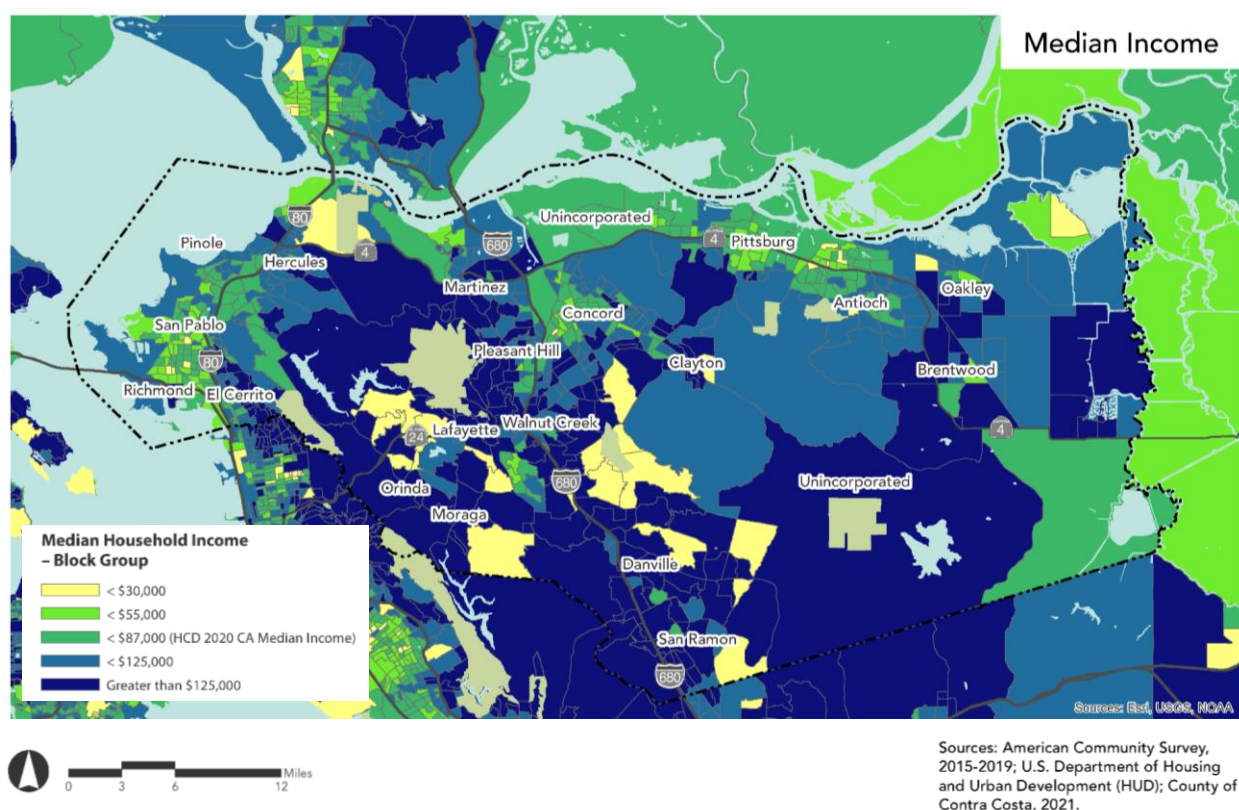 Median Income
Unincorporated
80
Pinole
680
4
Pittsburg
Hercules
4
Martinez
Oakley
Antioch
Concord
San Pablo
80
Pleasant Hill
Clayton
Brentwood
Richmond
El Cerrito
Walnut Creek
Lafayette
24
4
Orinda
680
Unincorporated
Moraga
Danville
San Ramon
680
Median Household Income
– Block Group
< $30,000
< $55,000
< $87,000 (HCD 2020 CA Median Income)
< $125,000
Greater than $125,000
Sources: Esri, USGS, NOAA
0 3 6 12 Miles
Sources: American Community Survey,
2015-2019; U.S. Department of Housing
and Urban Development (HUD); County of
Contra Costa, 2021.